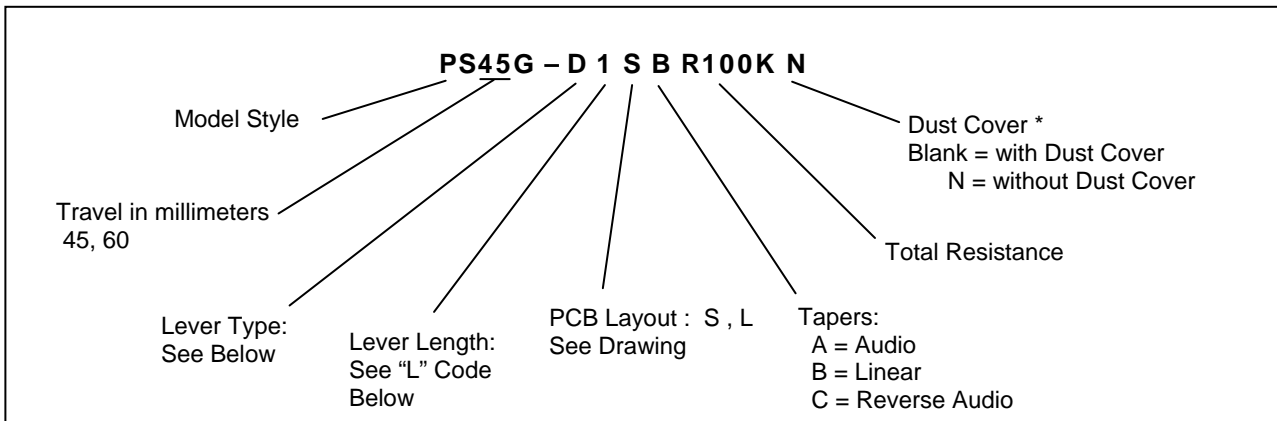 PS45G – D 1 S B R100K N
Model Style
Dust Cover *
Blank = with Dust Cover
N = without Dust Cover
Travel in millimeters
45, 60
Total Resistance
Lever Type:
See Below
Lever Length:
See “L” Code
Below
PCB Layout : S , L
See Drawing
Tapers:
A = Audio
B = Linear
C = Reverse Audio